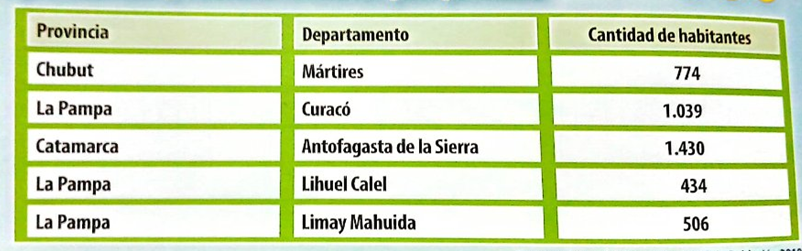 Provincia Departamento Cantidad de habitantes
Chubut Mártires 774
La Pampa Curacó 1.039
Catamarca Antofagasta de la Sierra 1.430
La Pampa Lihuel Calel 434
La Pampa Limay Mahuida 506